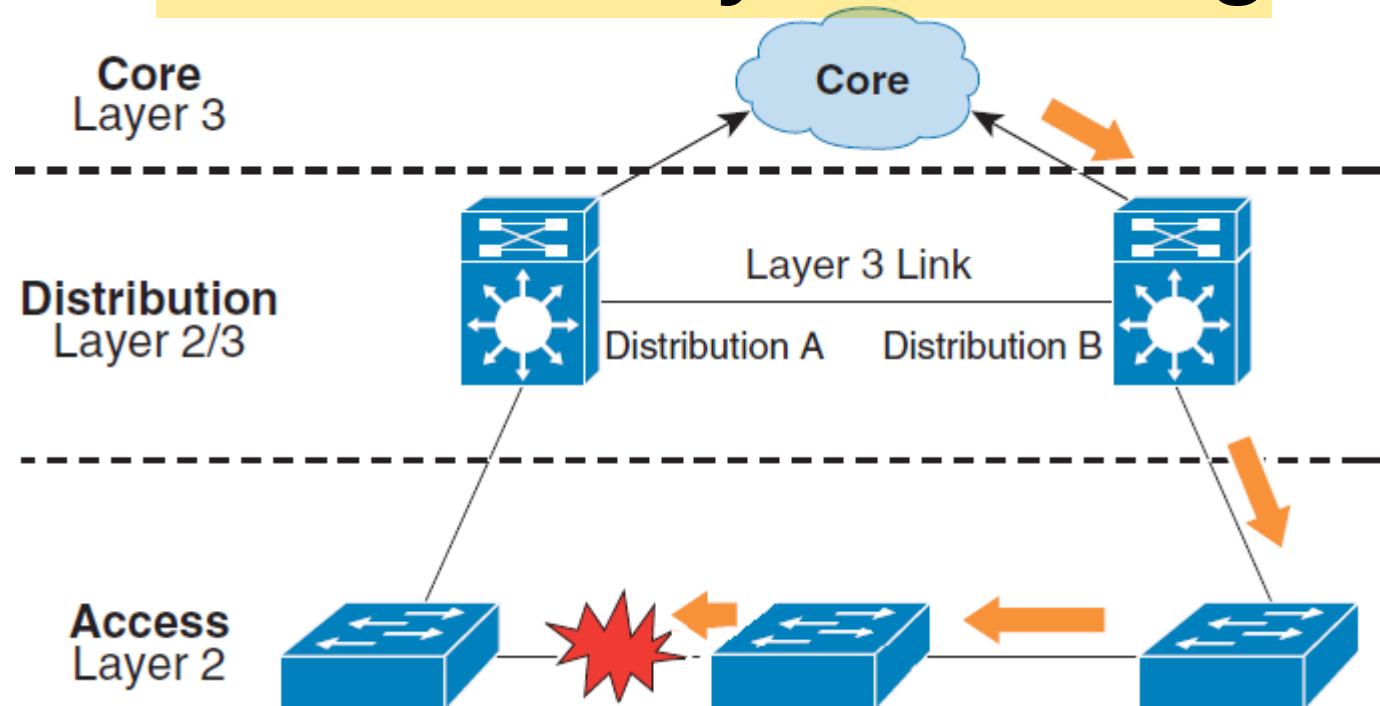 Core
Layer 3
Core
Layer 3 Link
Distribution
Layer 2/3
Distribution A
Distribution B
Access
Layer 2